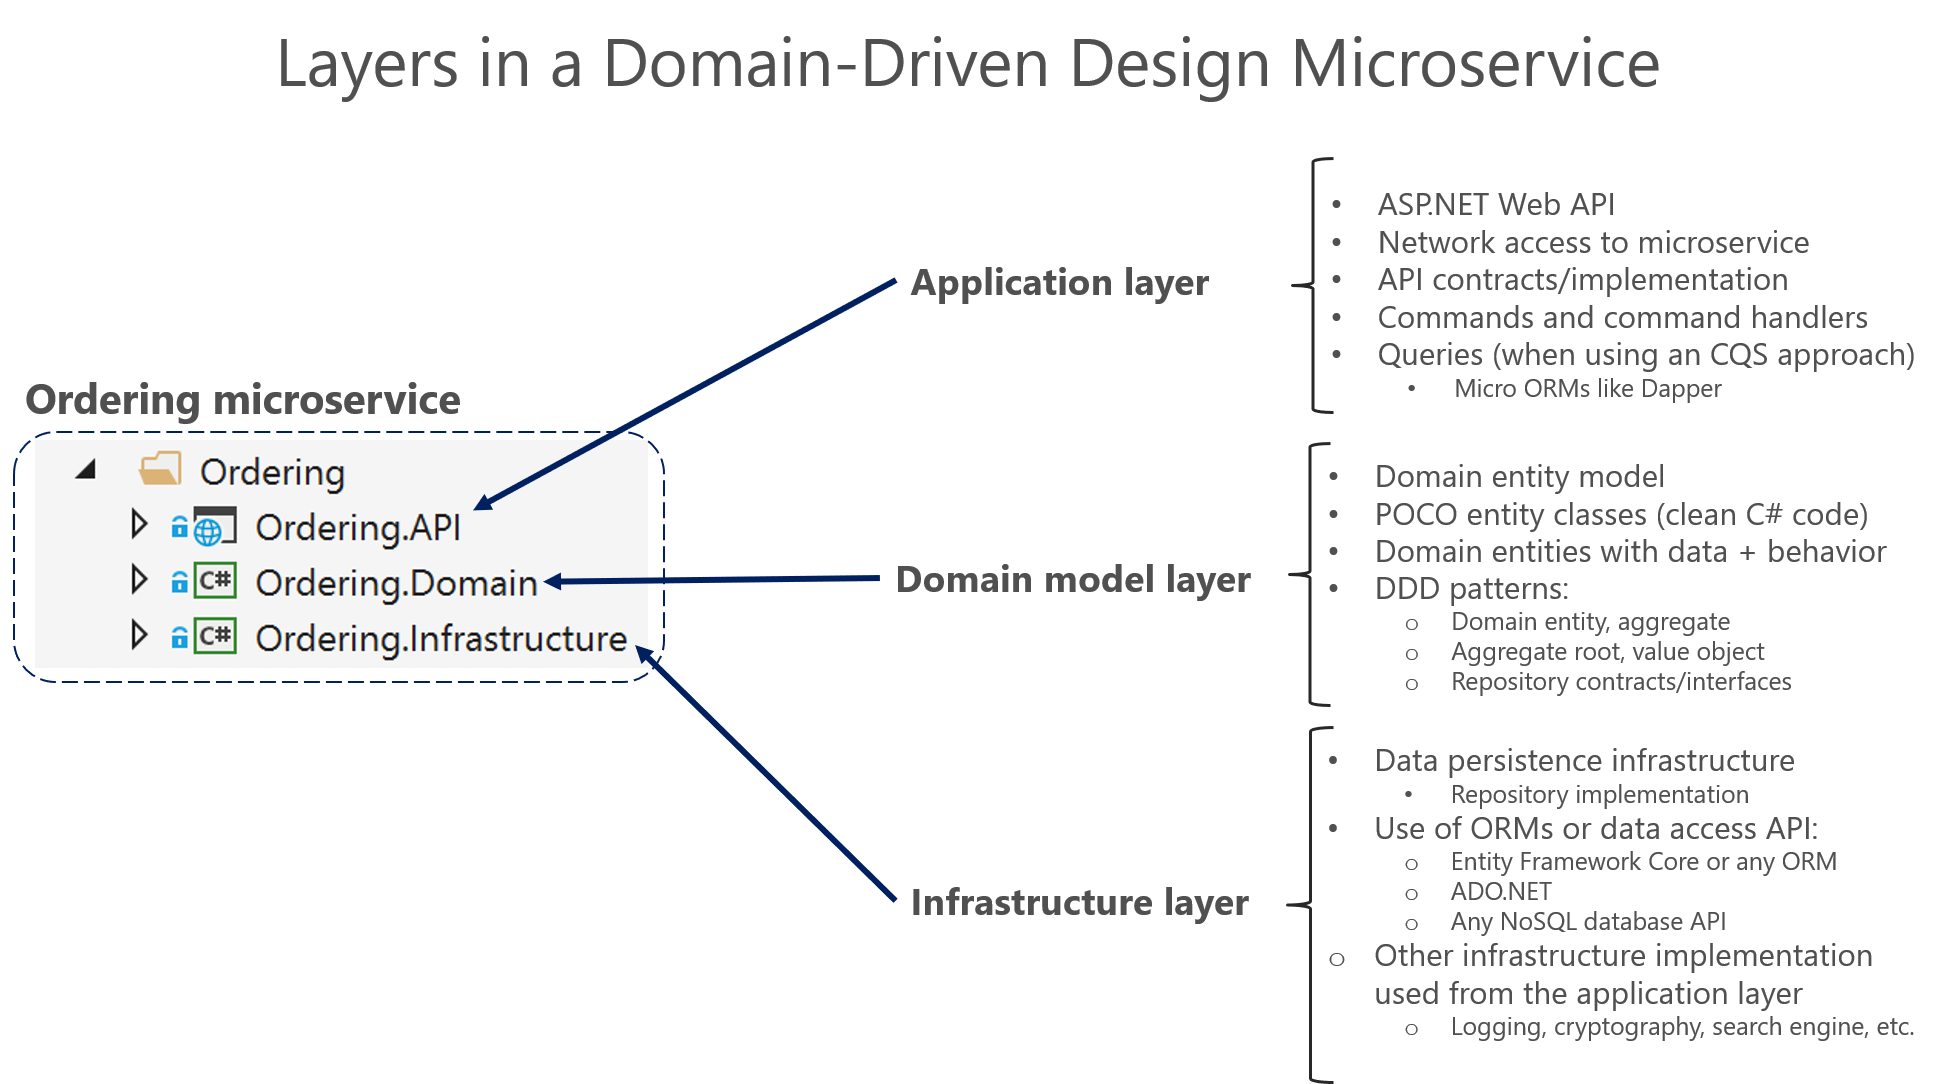 Layers in a Domain-Driven Design Microservice
Ordering microservice
Ordering
Ordering.API
C# Ordering.Domain
C# Ordering.Infrastructure
Application layer
• ASP.NET Web API
• Network access to microservice
• API contracts/implementation
• Commands and command handlers
• Queries (when using an CQS approach)
• Micro ORMs like Dapper
Domain model layer
• Domain entity model
• POCO entity classes (clean C# code)
• Domain entities with data + behavior
• DDD patterns:
o Domain entity, aggregate
o Aggregate root, value object
o Repository contracts/interfaces
Infrastructure layer
• Data persistence infrastructure
• Repository implementation
• Use of ORMs or data access API:
o Entity Framework Core or any ORM
o ADO.NET
o Any NoSQL database API
o Other infrastructure implementation
used from the application layer
o Logging, cryptography, search engine, etc.